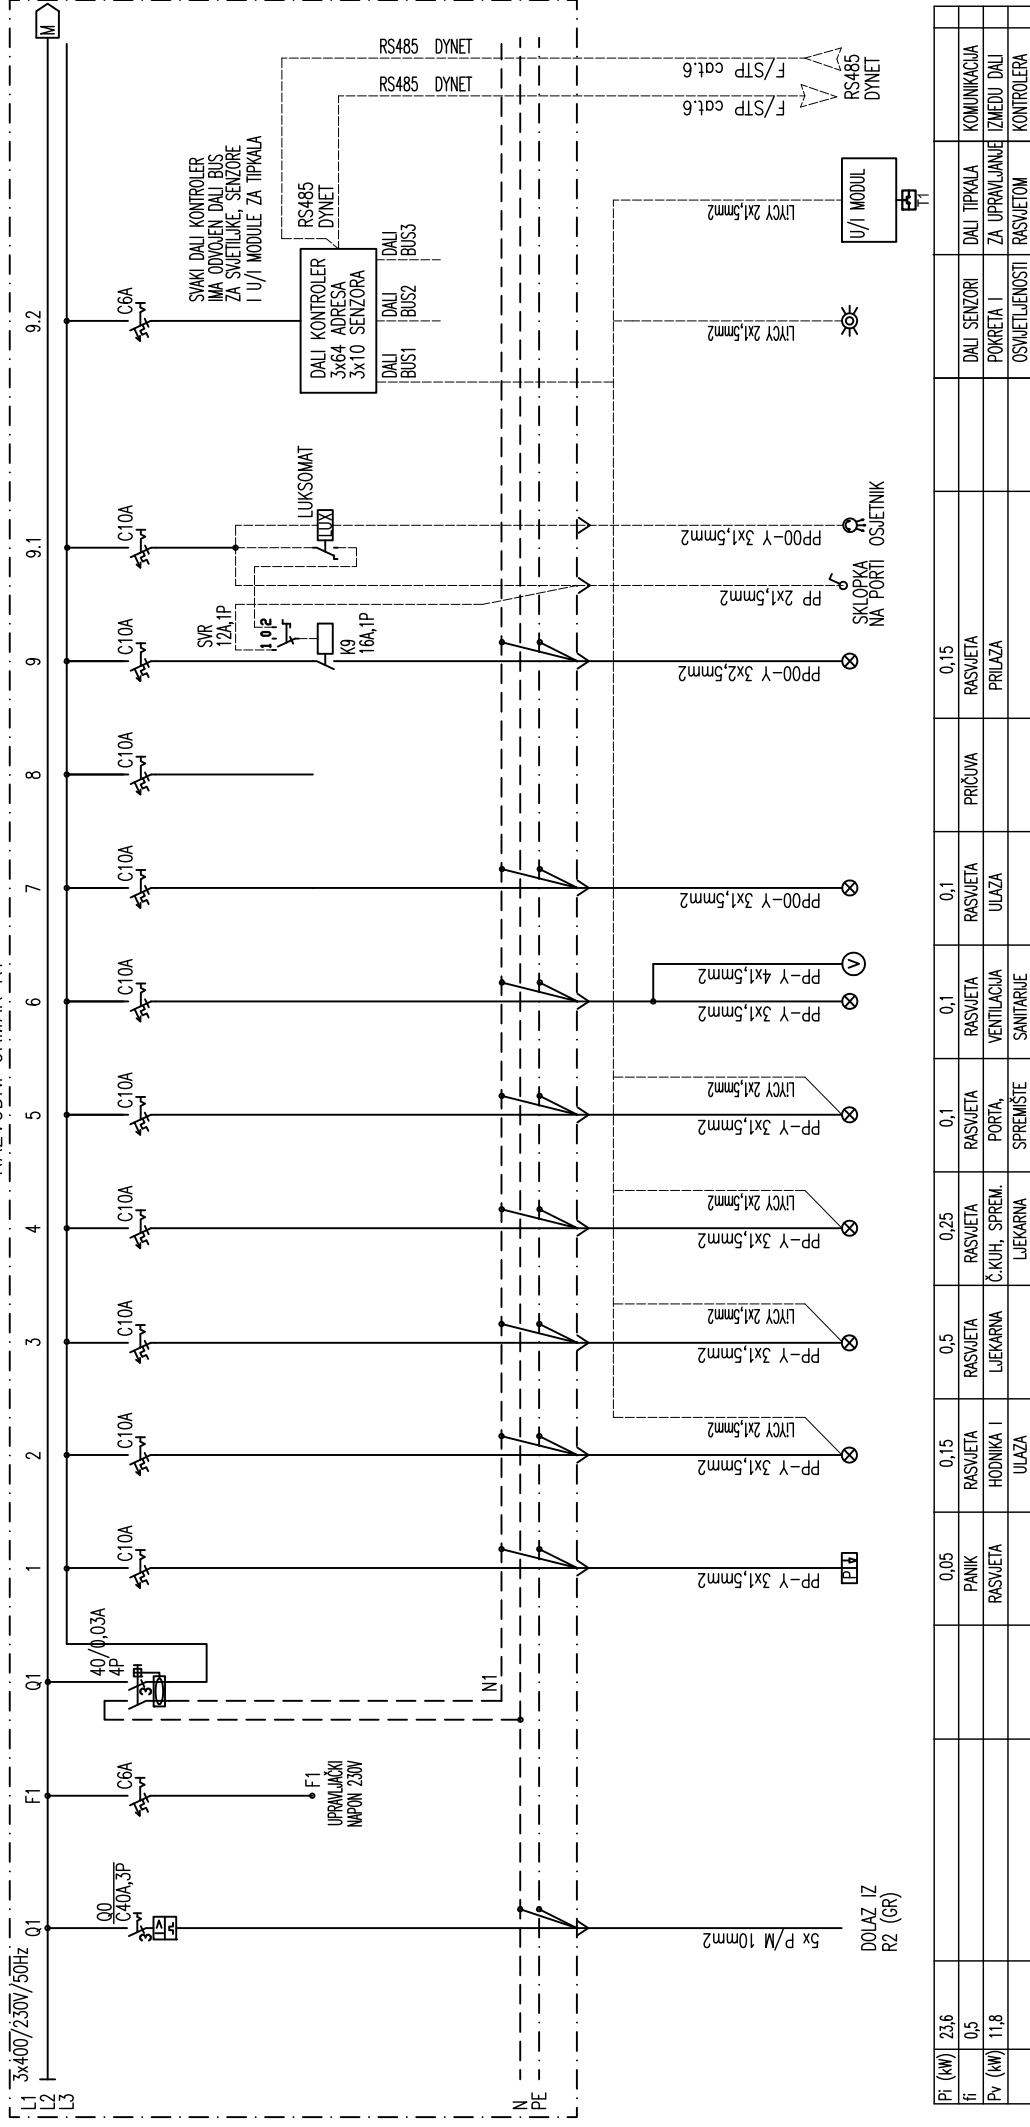 3x400/230V/50Hz
L1
L2
L3
N
PE
M
Q1
Q0
C40A,3P
3
I>
5x P/M 10mm2
DOLAZ IZ
R2 (GR)
F1
C6A
F1
UPRAVLJAČKI
NAPON 230V
Q1
40/0,03A
4P
3
N1
1
C10A
PP-Y 3x1,5mm2
P
2
C10A
PP-Y 3x1,5mm2
LiYCY 2x1,5mm2
3
C10A
PP-Y 3x1,5mm2
LiYCY 2x1,5mm2
4
C10A
PP-Y 3x1,5mm2
LiYCY 2x1,5mm2
5
C10A
PP-Y 3x1,5mm2
LiYCY 2x1,5mm2
6
C10A
PP-Y 3x1,5mm2
PP-Y 4x1,5mm2
V
7
C10A
PP00-Y 3x1,5mm2
8
C10A
9
C10A
SVR
12A,1P
1 0 2
K9
16A,1P
PP00-Y 3x2,5mm2
9.1
C10A
LUKSOMAT
LUX
PP 2x1,5mm2
SKLOPKA
NA PORTI
PP00-Y 3x1,5mm2
OSJETNIK
9.2
C6A
SVAKI DALI KONTROLER
IMA ODVOJEN DALI BUS
ZA SVJETILJKE, SENZORE
I U/I MODULE ZA TIPKALA
DALI KONTROLER
3x64 ADRESA
3x10 SENZORA
RS485
DYNET
DALI
BUS1
DALI
BUS2
DALI
BUS3
LiYCY 2x1,5mm2
LiYCY 2x1,5mm2
U/I MODUL
T1
RS485 DYNET
RS485 DYNET
F/STP cat.6
F/STP cat.6
RS485
DYNET
Pi (kW) 23,6 0,05 0,15 0,5 0,25 0,1 0,1 0,1 0,15
fi 0,5 PANIK RASVJETA RASVJETA RASVJETA RASVJETA RASVJETA RASVJETA PRIČUVA RASVJETA DALI SENZORI DALI TIPKALA KOMUNIKACIJA
Pv (kW) 11,8 RASVJETA HODNIKA I LJEKARNA Č.KUH, SPREM. PORTA, VENTILACIJA ULAZA PRILAZA POKRETA I ZA UPRAVLJANJE IZMEĐU DALI
ULAZA LJEKARNA SPREMIŠTE SANITARIJE OSVIJETLJENOSTI RASVJETOM KONTROLERA